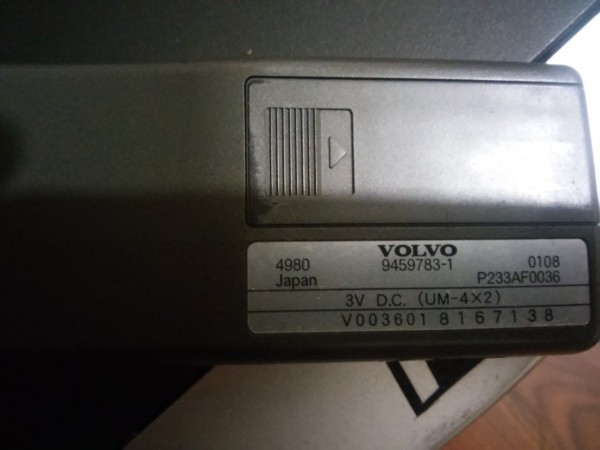 VOLVO
4980 9459783-1 0108
Japan P233AF0036
3V D.C. (UM-4×2)
V003601 8167138